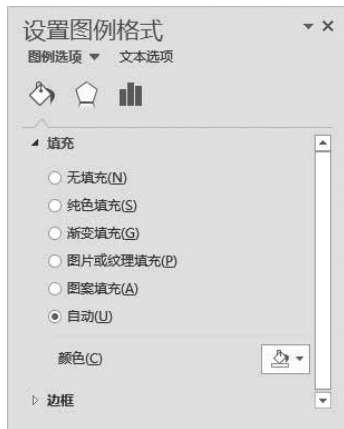 设置图例格式
图例选项 文本选项
填充
无填充(N)
纯色填充(S)
渐变填充(G)
图片或纹理填充(P)
图案填充(A)
自动(U)
颜色(C)
边框